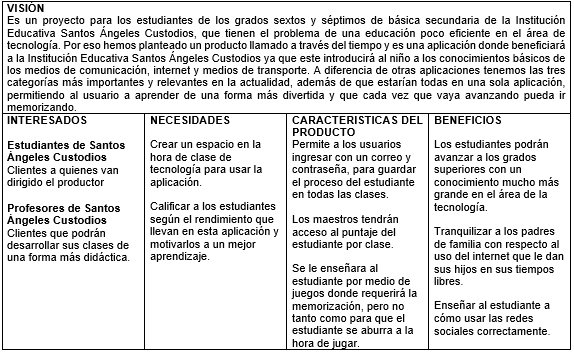 VISIÓN
Es un proyecto para los estudiantes de los grados sextos y séptimos de básica secundaria de la Institución
Educativa Santos Ángeles Custodios, que tienen el problema de una educación poco eficiente en el área de
tecnología. Por eso hemos planteado un producto llamado a través del tiempo y es una aplicación donde beneficiará
a la Institución Educativa Santos Ángeles Custodios ya que este introducirá al niño a los conocimientos básicos de
los medios de comunicación, internet y medios de transporte. A diferencia de otras aplicaciones tenemos las tres
categorías más importantes y relevantes en la actualidad, además de que estarían todas en una sola aplicación,
permitiendo al usuario a aprender de una forma más divertida y que cada vez que vaya avanzando pueda ir
memorizando.
INTERESADOS
Estudiantes de Santos
Ángeles Custodios
Clientes a quienes van
dirigido el productor
Profesores de Santos
Ángeles Custodios
Clientes que podrán
desarrollar sus clases de
una forma más didáctica.
NECESIDADES
Crear un espacio en la
hora de clase de
tecnología para usar la
aplicación.
Calificar a los estudiantes
según el rendimiento que
llevan en esta aplicación y
motivarlos a un mejor
aprendizaje.
CARACTERISTICAS DEL
PRODUCTO
Permite a los usuarios
ingresar con un correo y
contraseña, para guardar
el proceso del estudiante
en todas las clases.
Los maestros tendrán
acceso al puntaje del
estudiante por clase.
Se le enseñara al
estudiante por medio de
juegos donde requerirá la
memorización, pero no
tanto como para que el
estudiante se aburra a la
hora de jugar.
BENEFICIOS
Los estudiantes podrán
avanzar a los grados
superiores con un
conocimiento mucho más
grande en el área de la
tecnología.
Tranquilizar a los padres
de familia con respecto al
uso del internet que le dan
sus hijos en sus tiempos
libres.
Enseñar al estudiante a
cómo usar las redes
sociales correctamente.